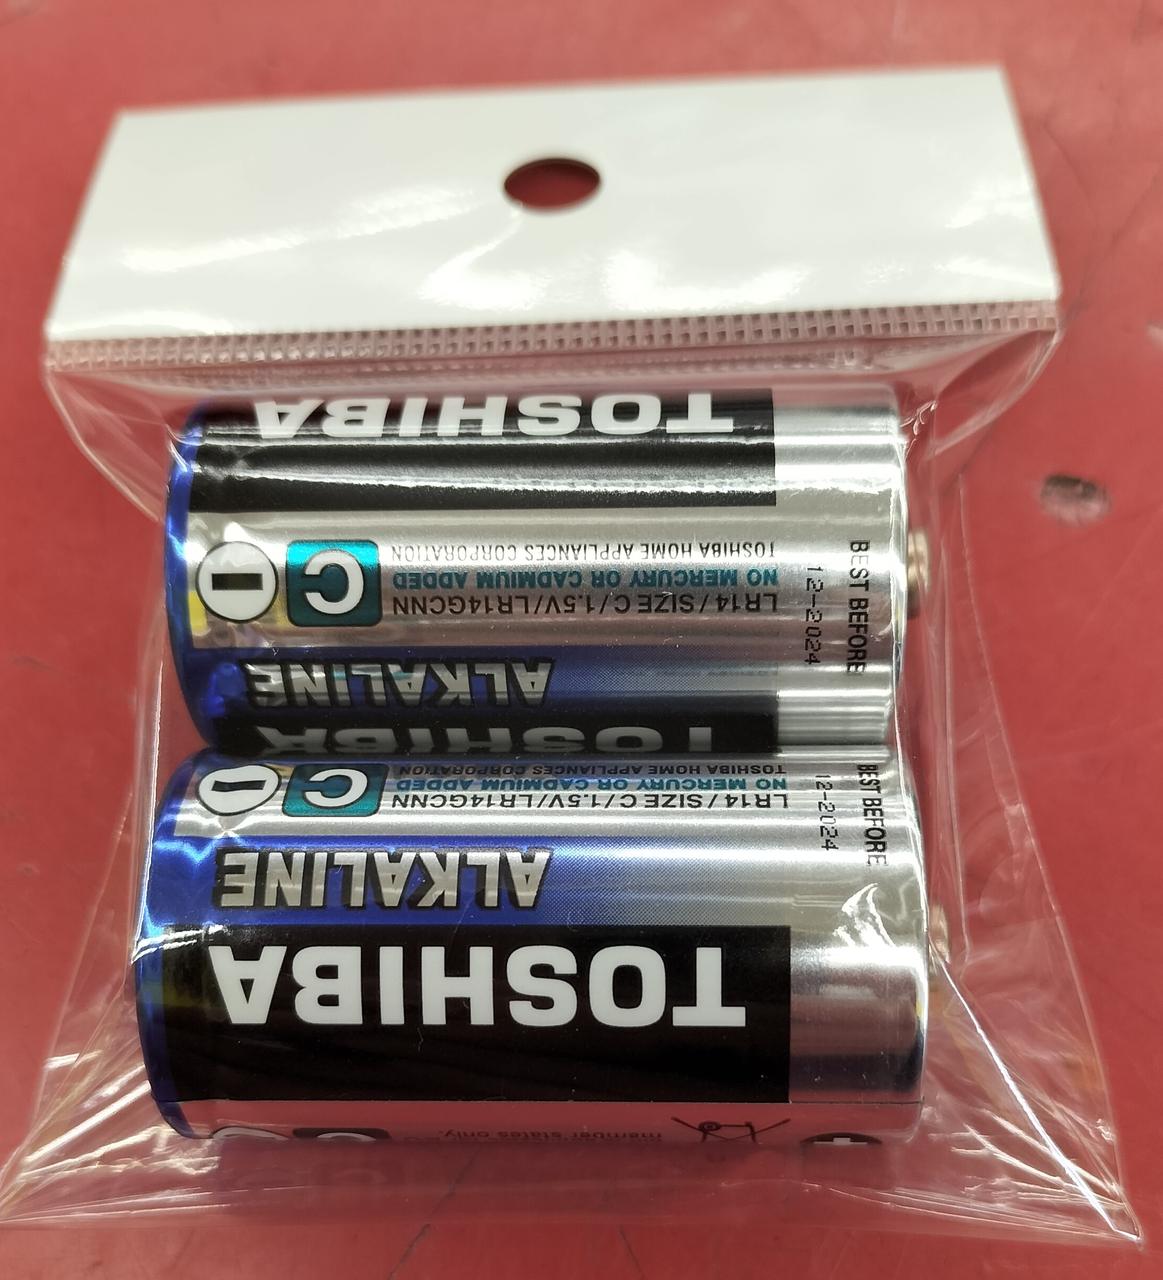 TOSHIBA
TOSHIBA HOME APPLIANCES CORPORATION
NO MERCURY OR CADMIUM ADDED
LR14 / SIZE C / 1.5V / LR14GCNN
C
ALKALINE
TOSHIBA
BEST BEFORE
12-2024
TOSHIBA HOME APPLIANCES CORPORATION
NO MERCURY OR CADMIUM ADDED
LR14 / SIZE C / 1.5V / LR14GCNN
C
ALKALINE
TOSHIBA
BEST BEFORE
12-2024
member states only.